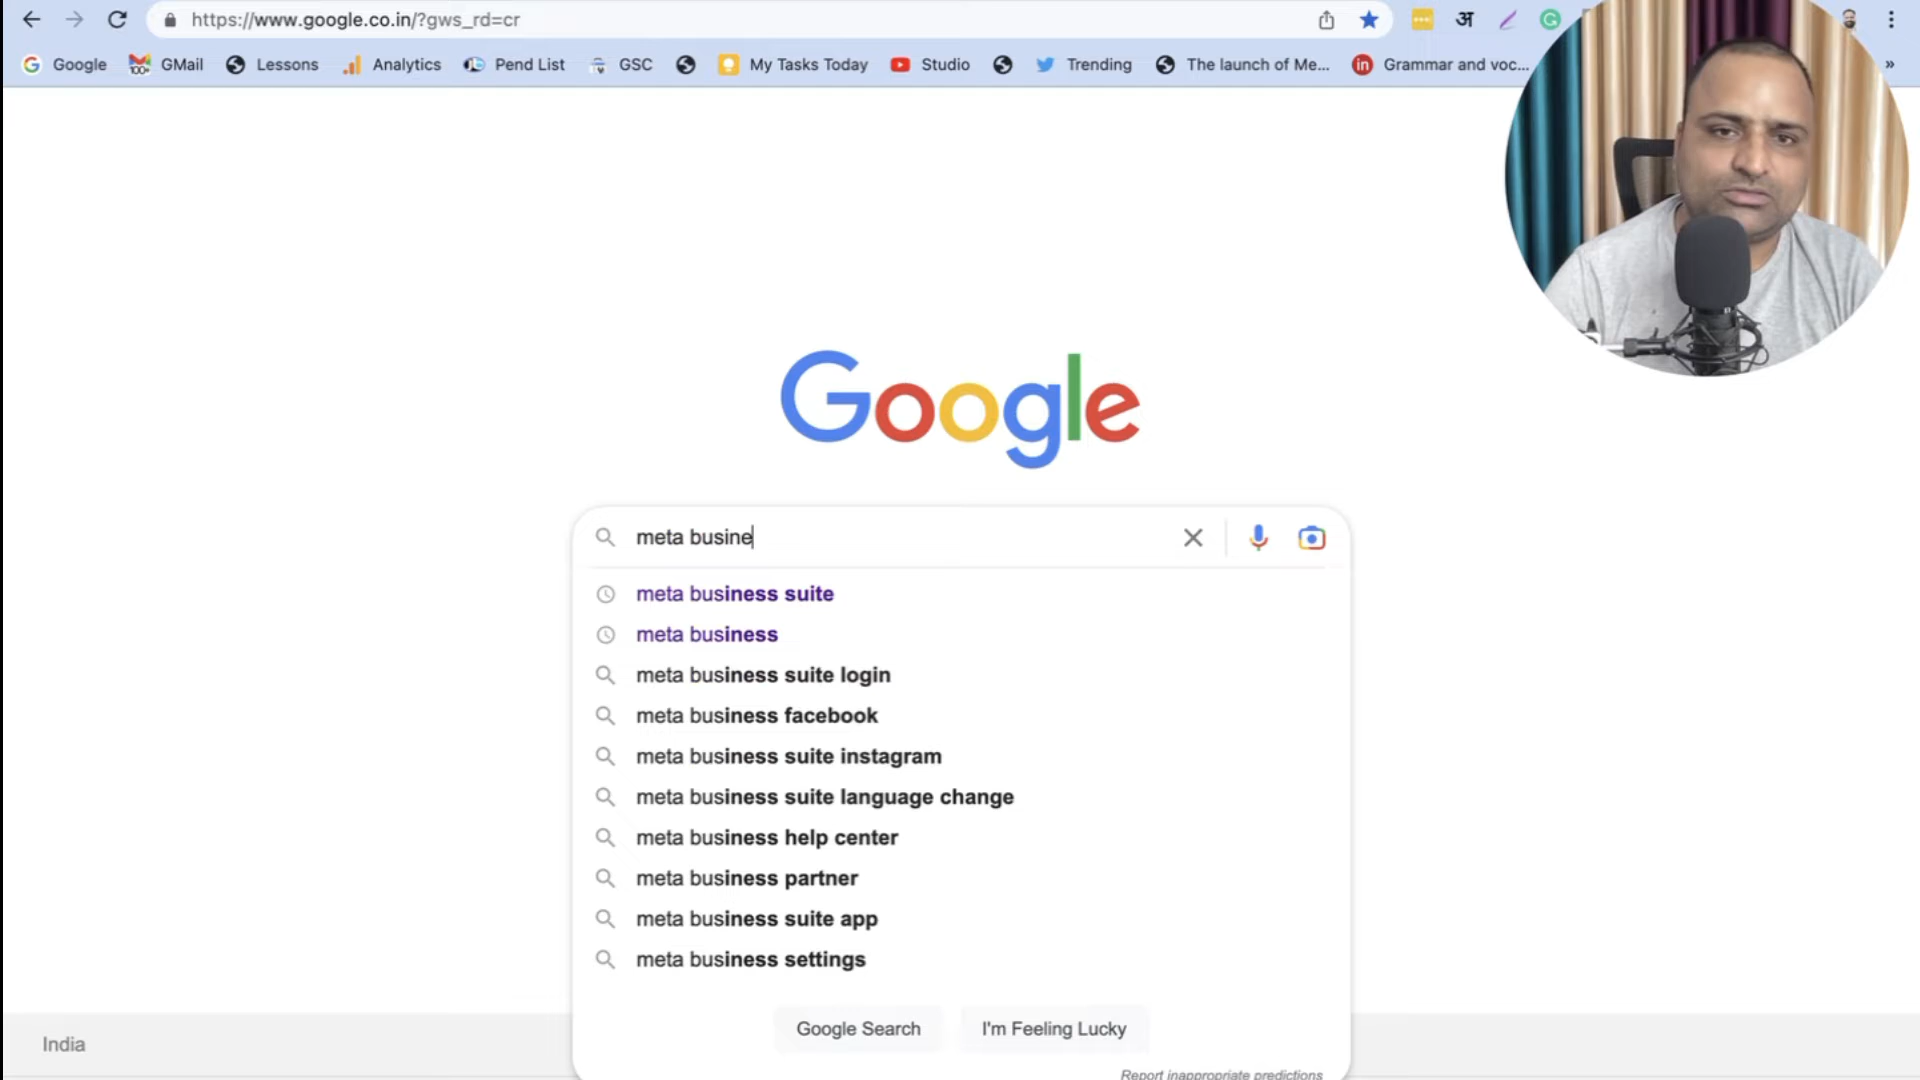 https://www.google.co.in/?gws_rd=cr
अ
Google
100+
GMail
Lessons
Analytics
Pend List
GSC
My Tasks Today
Studio
Trending
The launch of Me...
in
Grammar and voc...
»
Google
meta busine
meta business suite
meta business
meta business suite login
meta business facebook
meta business suite instagram
meta business suite language change
meta business help center
meta business partner
meta business suite app
meta business settings
Google Search
I'm Feeling Lucky
India
Report inappropriate predictions